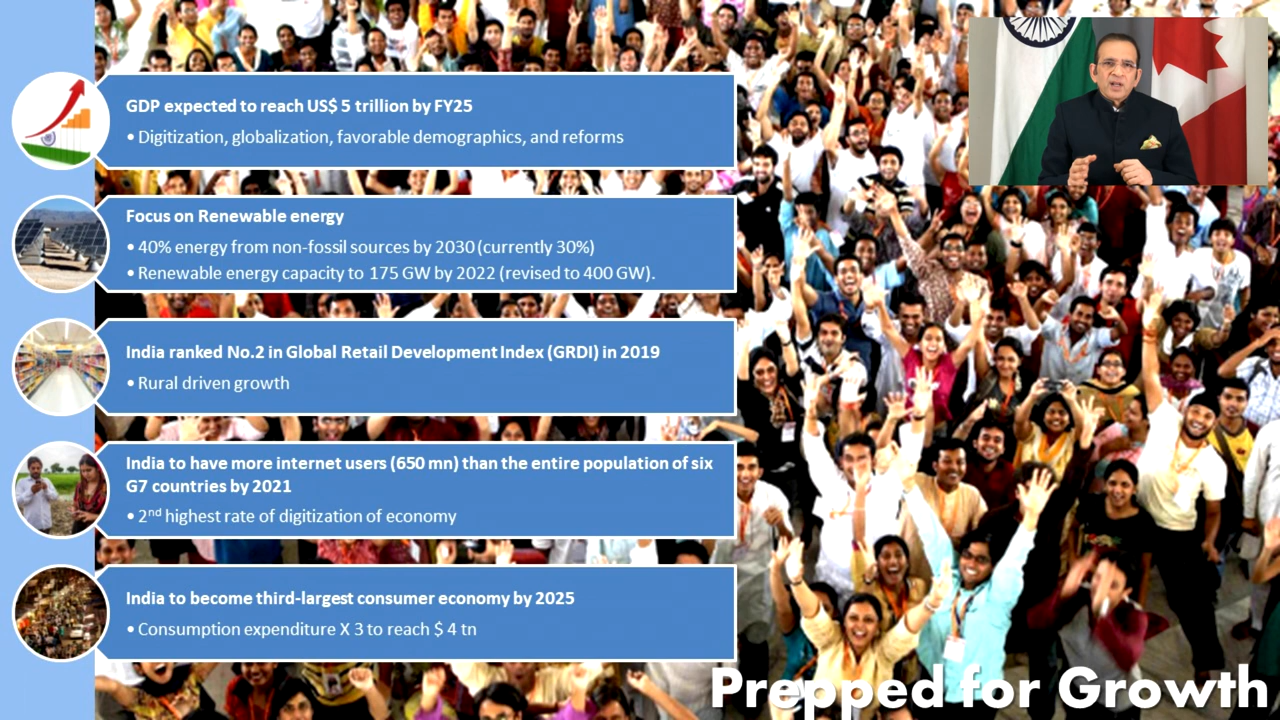 GDP expected to reach US$ 5 trillion by FY25
• Digitization, globalization, favorable demographics, and reforms
Focus on Renewable energy
• 40% energy from non-fossil sources by 2030 (currently 30%)
• Renewable energy capacity to 175 GW by 2022 (revised to 400 GW).
India ranked No.2 in Global Retail Development Index (GRDI) in 2019
• Rural driven growth
India to have more internet users (650 mn) than the entire population of six
G7 countries by 2021
• 2nd highest rate of digitization of economy
India to become third-largest consumer economy by 2025
• Consumption expenditure X 3 to reach $ 4 tn
Prepped for Growth